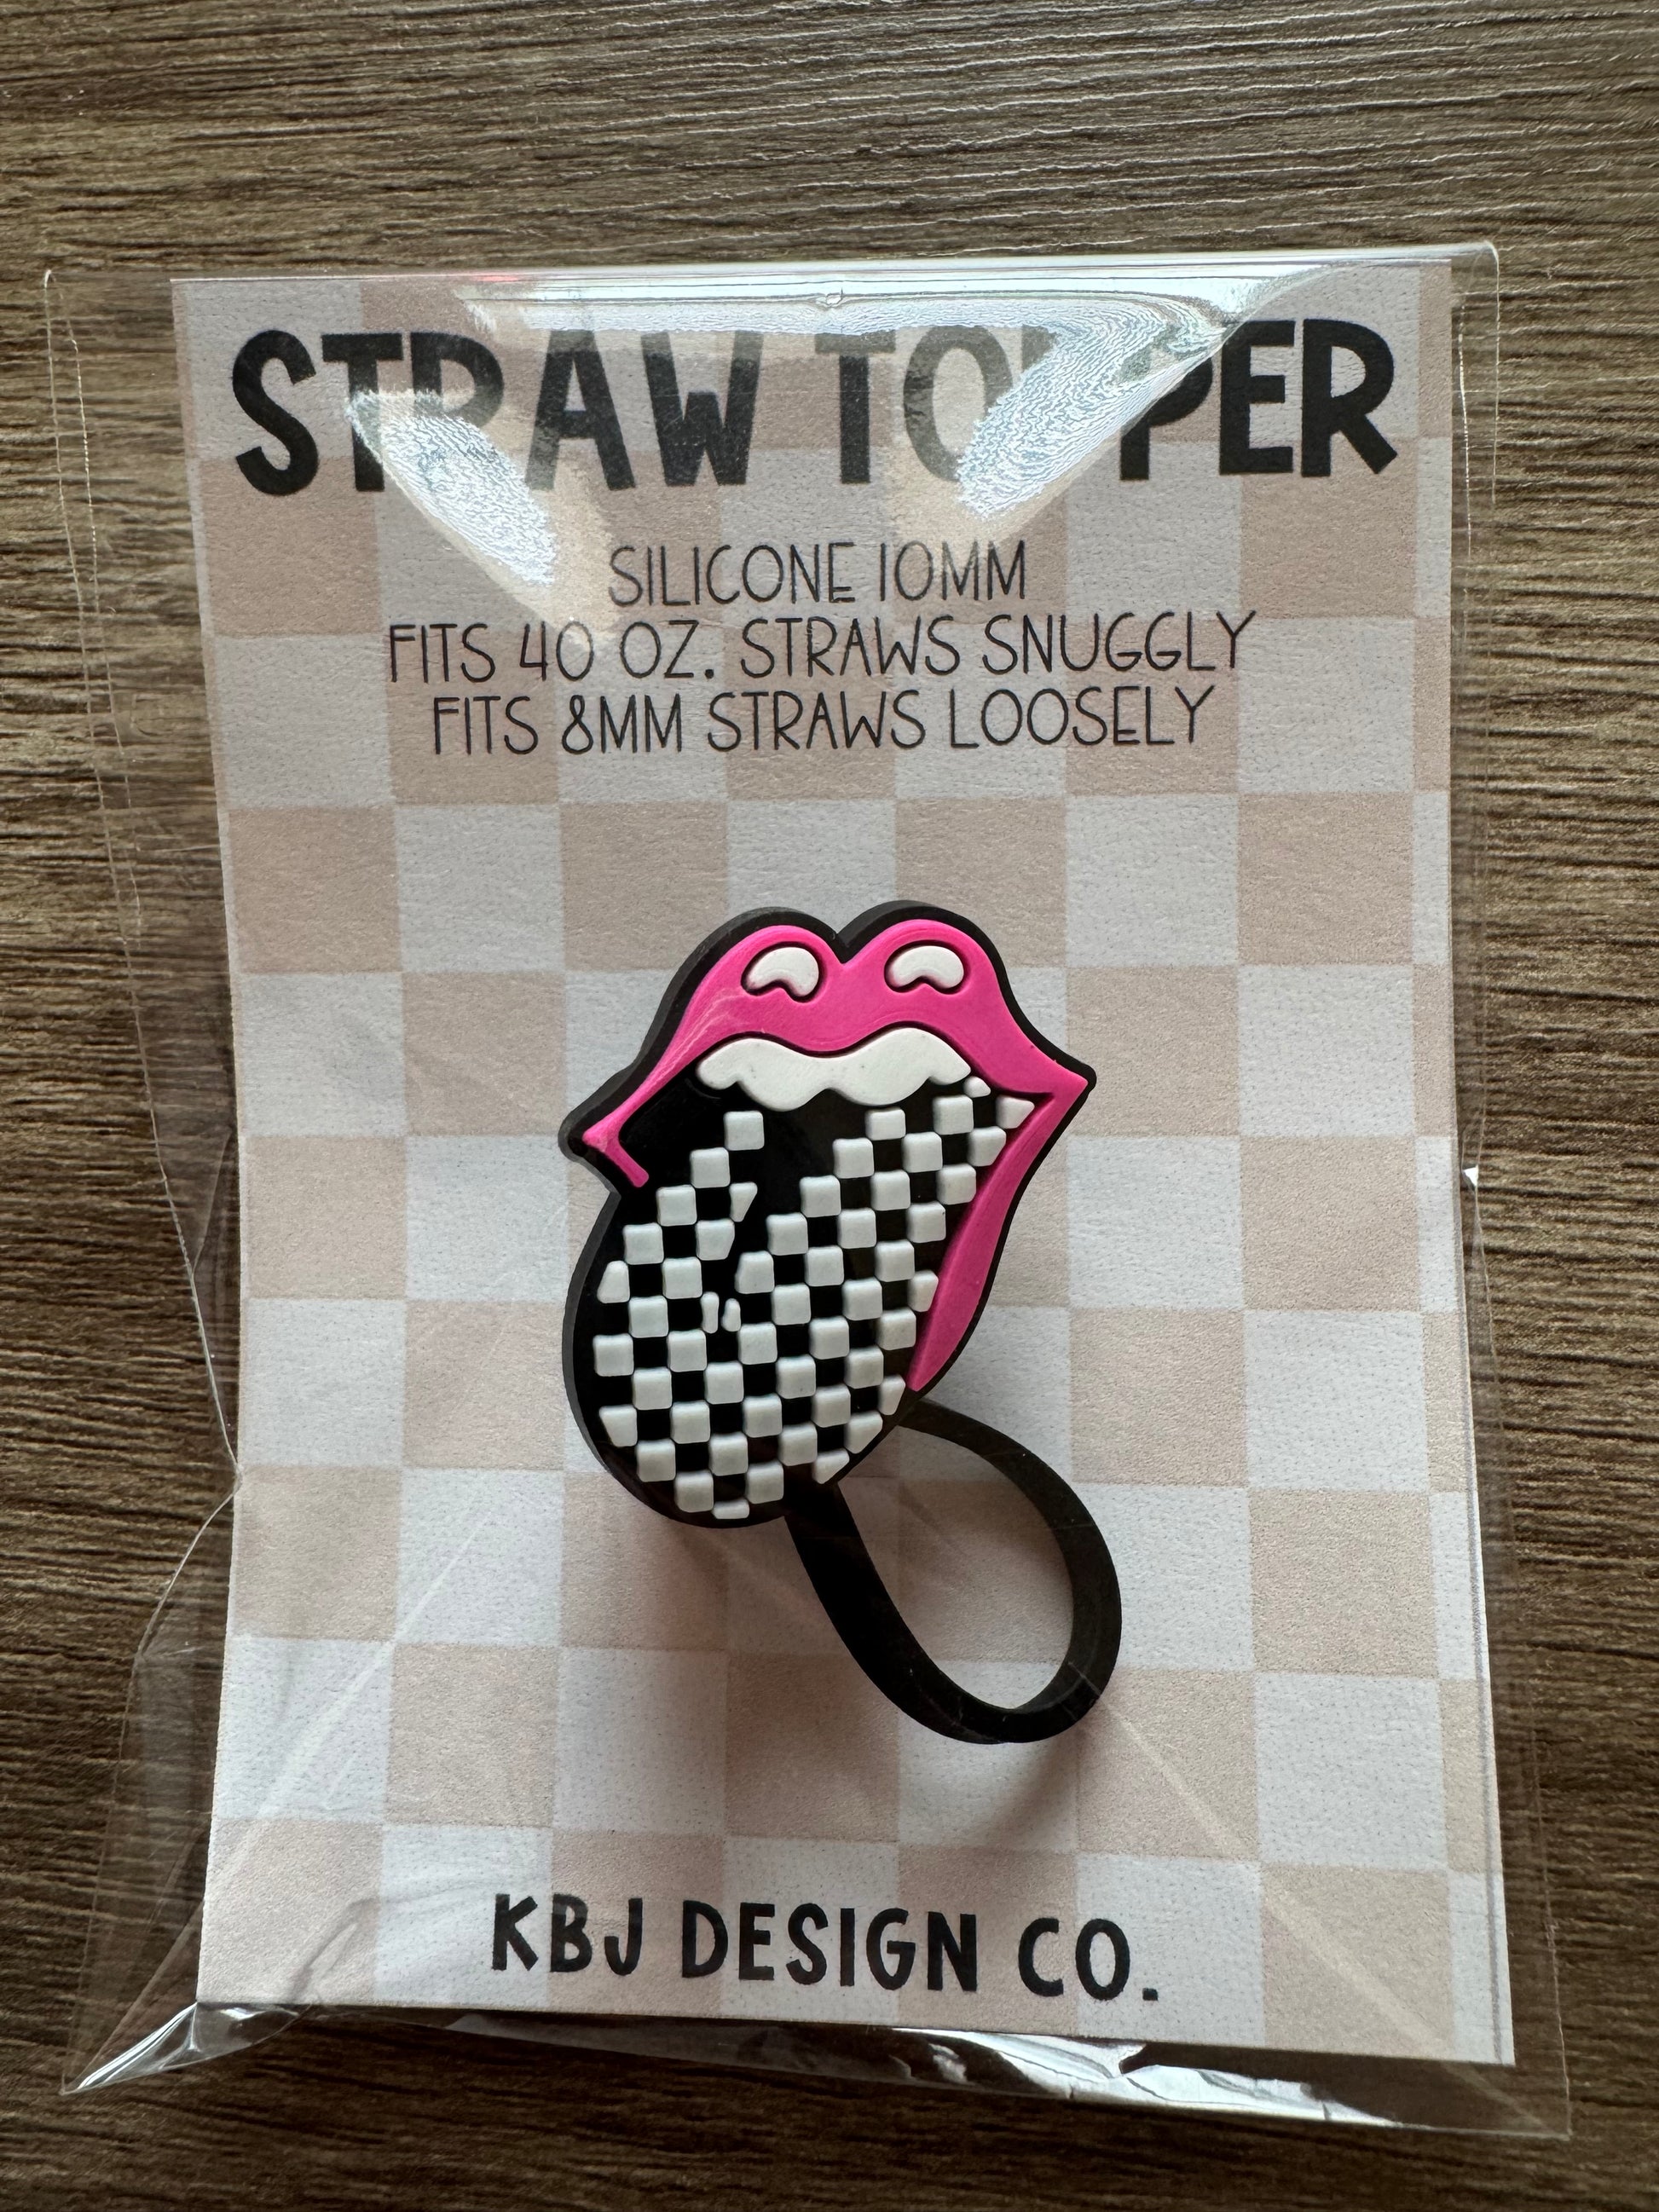 STRAW TOPPER
SILICONE 10MM
FITS 40 OZ. STRAWS SNUGGLY
FITS 8MM STRAWS LOOSELY
KBJ DESIGN CO.